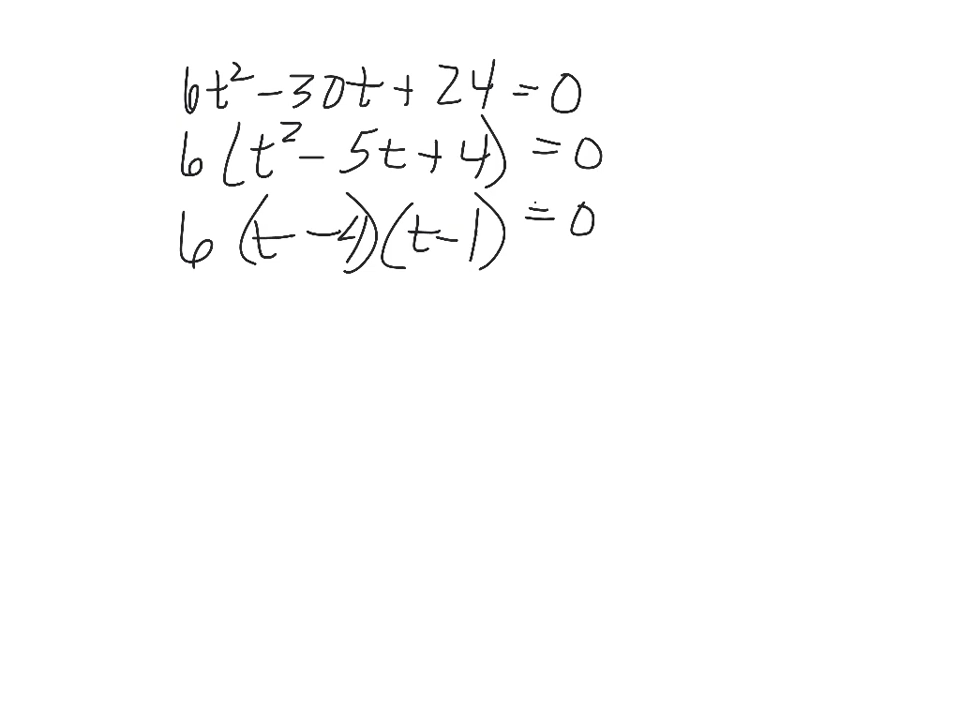 6t² - 30t + 24 = 0
6(t² - 5t + 4) = 0
6(t - 4)(t - 1) = 0